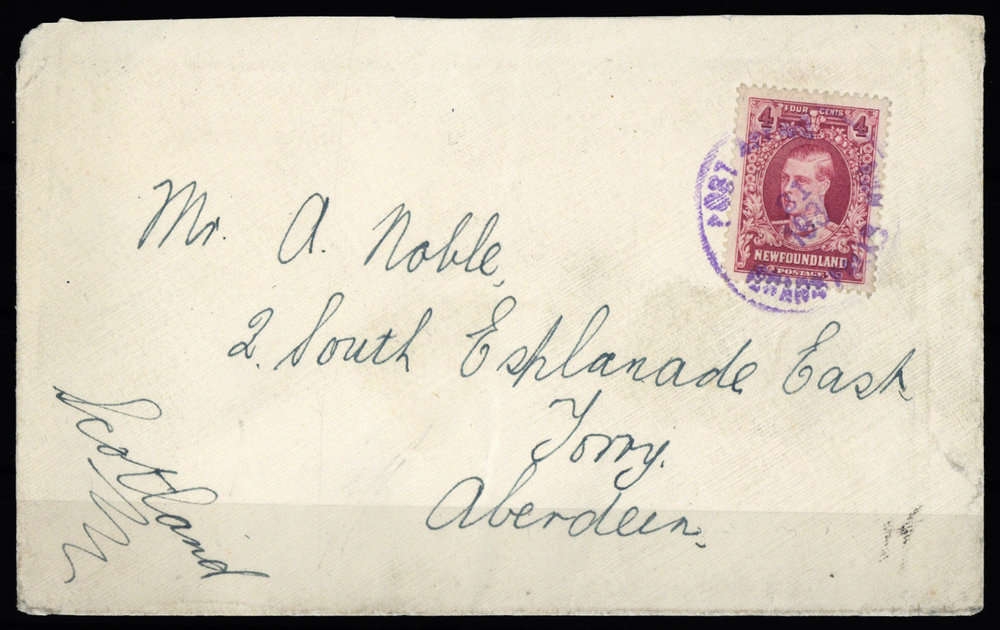 FOUR CENTS
4 4
NEWFOUNDLAND
POSTAGE
Mr. A. Noble,
2. South Esplanade East
Torry.
Aberdeen.
Scotland